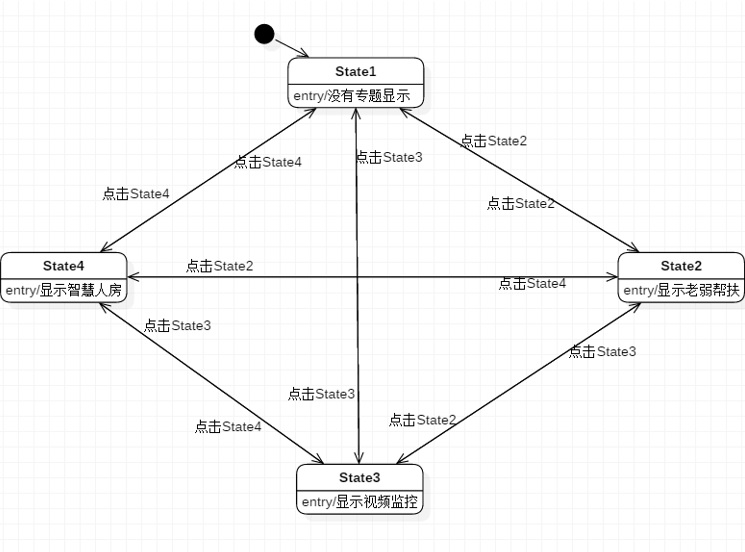 State1
entry/没有专题显示
点击State2
点击State3
点击State4
点击State4
点击State2
State4
entry/显示智慧人房
点击State2
点击State4
State2
entry/显示老弱帮扶
点击State3
点击State3
点击State3
点击State2
点击State4
State3
entry/显示视频监控